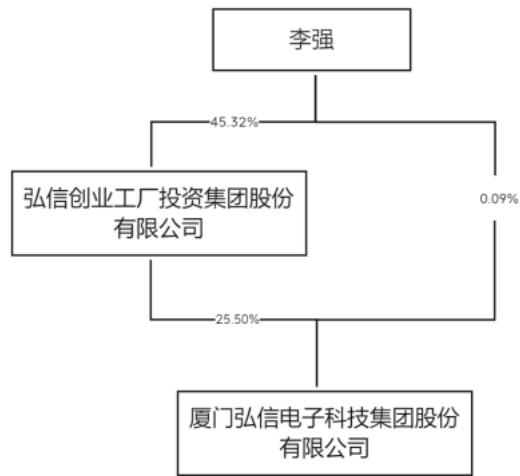 李强
45.32%
弘信创业工厂投资集团股份
有限公司
0.09%
25.50%
厦门弘信电子科技集团股份
有限公司